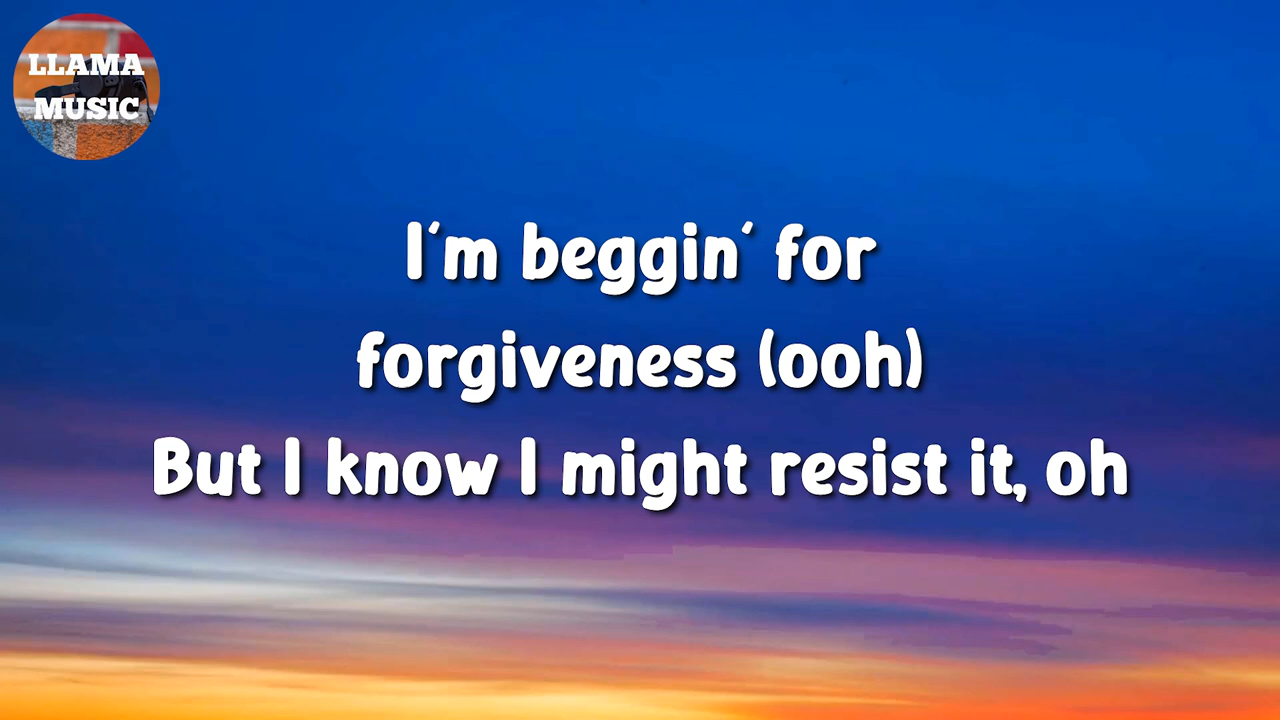 LLAMA
MUSIC
I'm beggin' for
forgiveness (ooh)
But I know I might resist it, oh